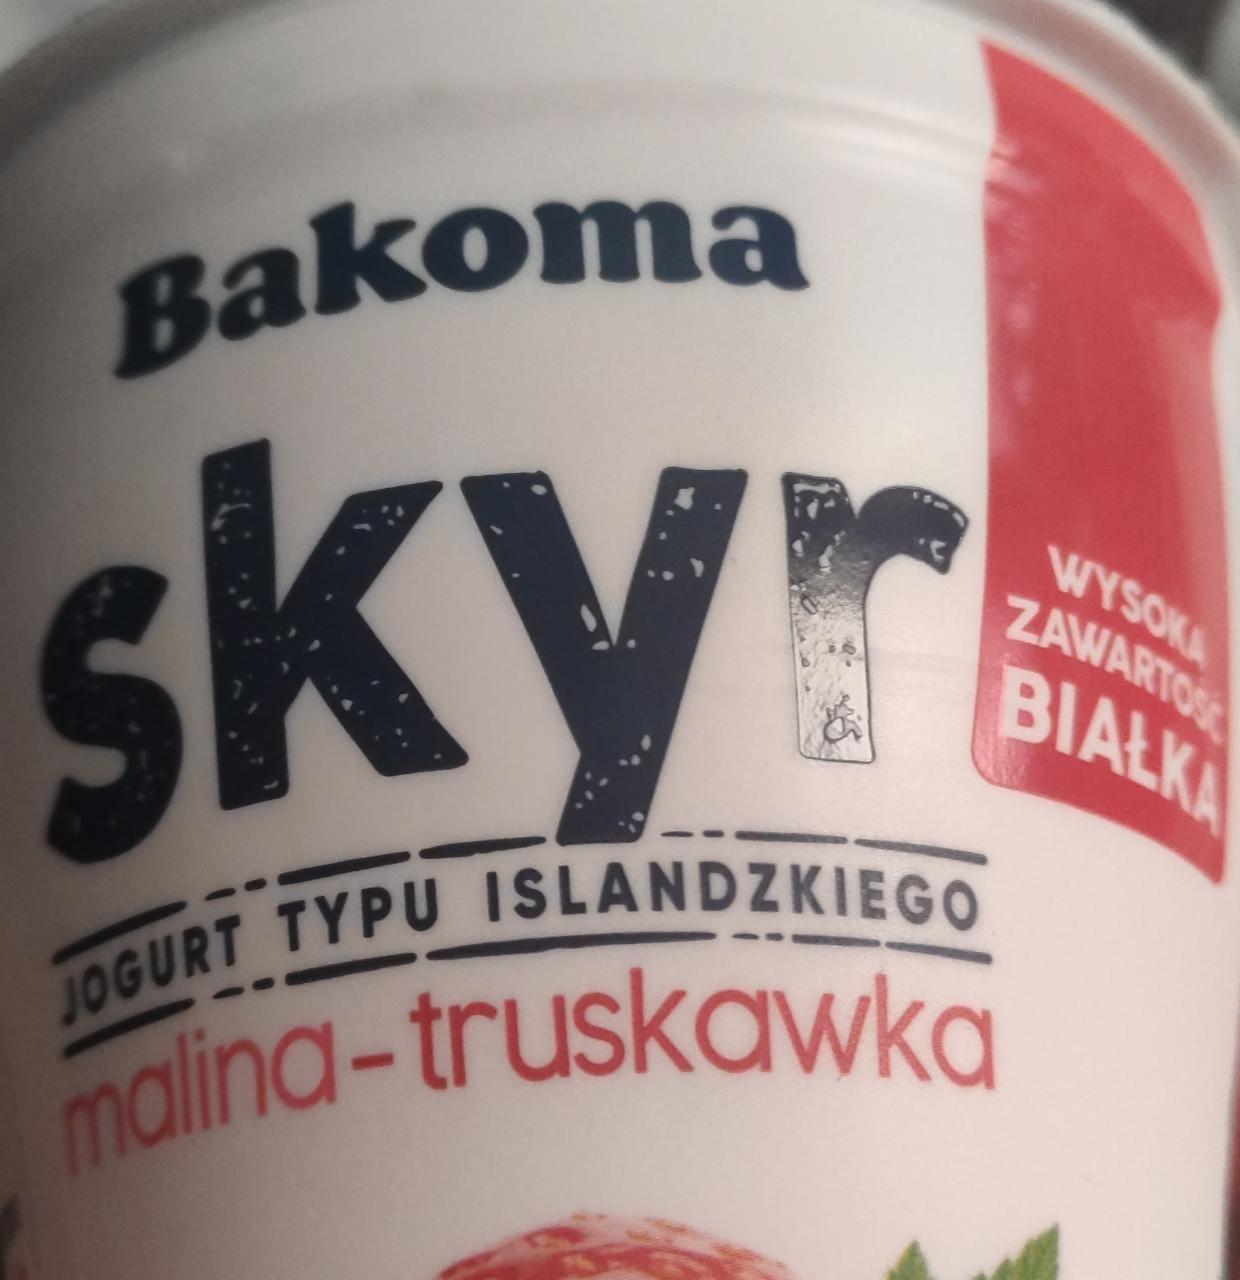 Bakoma
skyr
JOGURT TYPU ISLANDZKIEGO
malina-truskawka
WYSOKA
ZAWARTOŚĆ
BIAŁKA